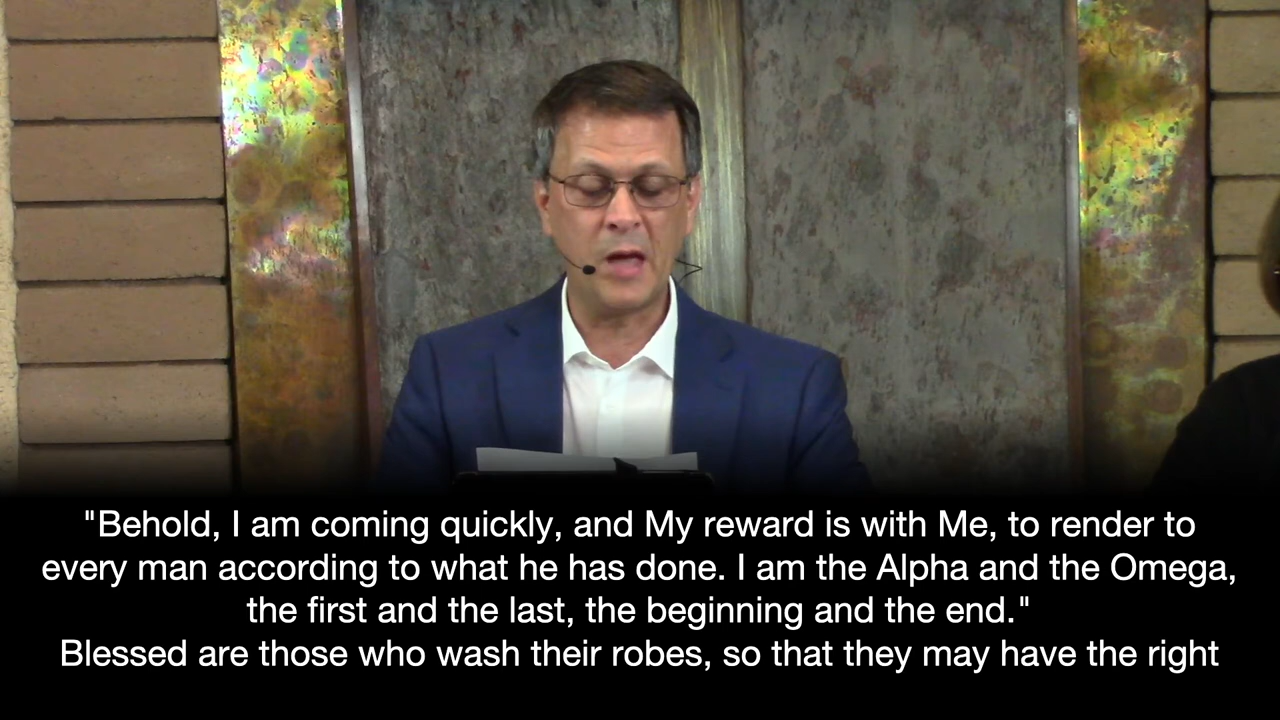 "Behold, I am coming quickly, and My reward is with Me, to render to
every man according to what he has done. I am the Alpha and the Omega,
the first and the last, the beginning and the end."
Blessed are those who wash their robes, so that they may have the right